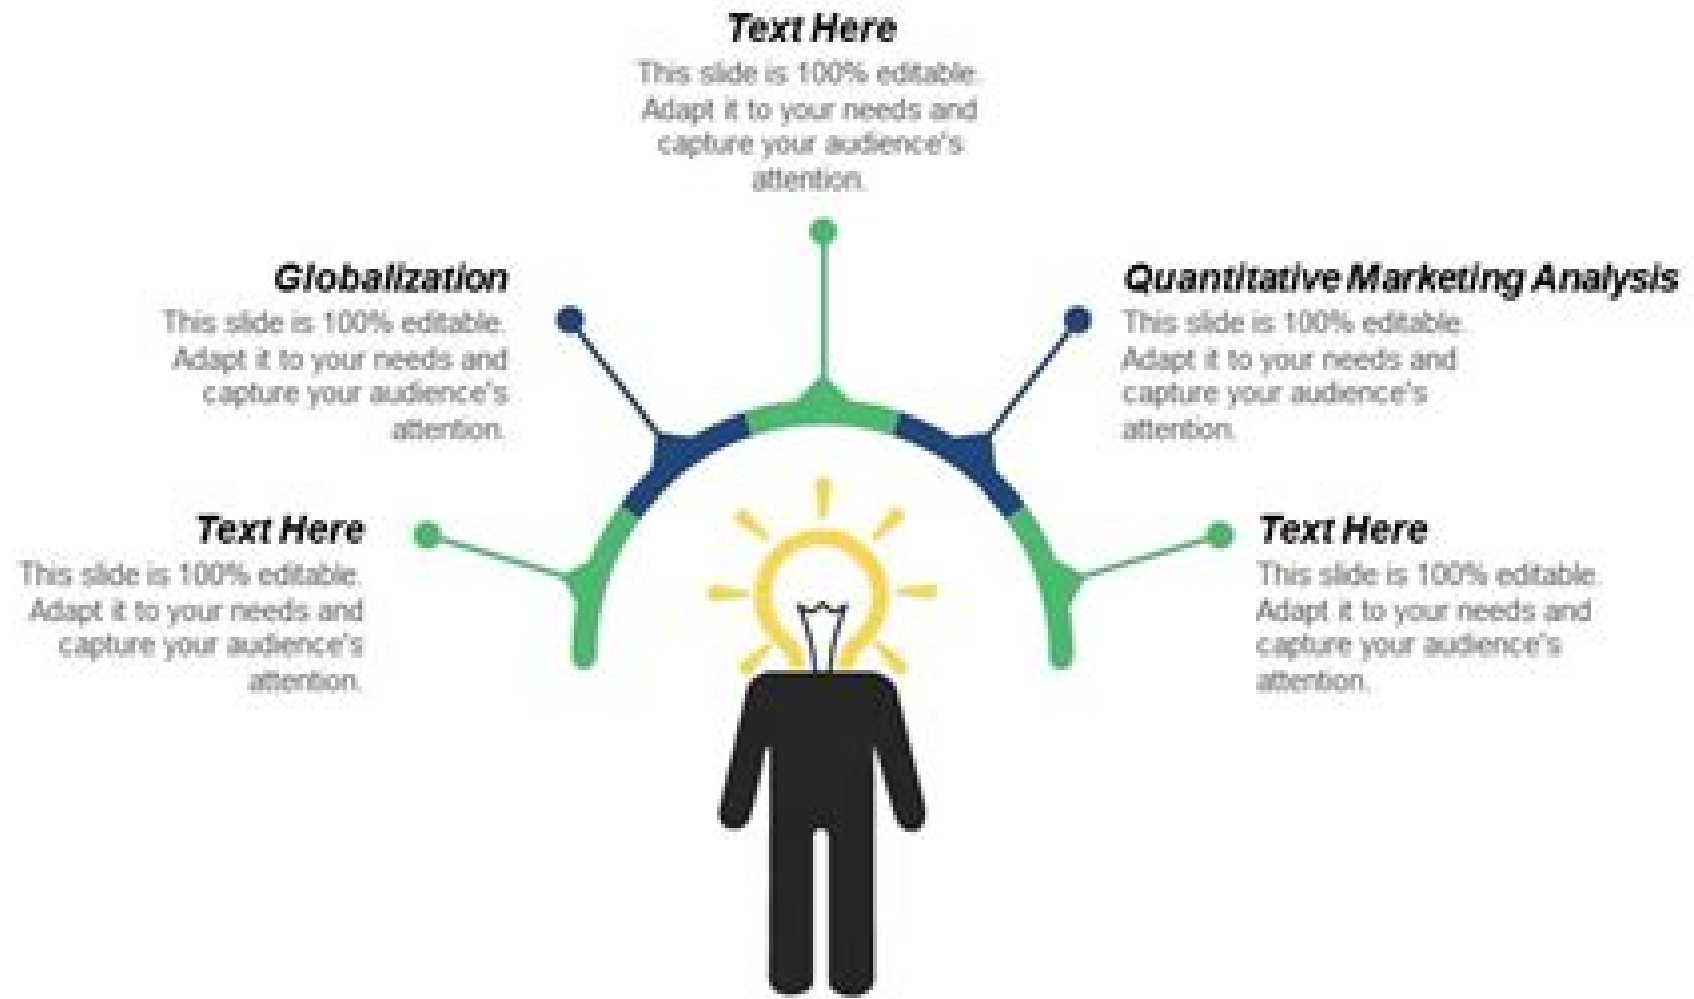 Text Here
This slide is 100% editable.
Adapt it to your needs and
capture your audience's
attention.
Globalization
This slide is 100% editable.
Adapt it to your needs and
capture your audience's
attention.
Quantitative Marketing Analysis
This slide is 100% editable.
Adapt it to your needs and
capture your audience's
attention.
Text Here
This slide is 100% editable.
Adapt it to your needs and
capture your audience's
attention.
Text Here
This slide is 100% editable.
Adapt it to your needs and
capture your audience's
attention.